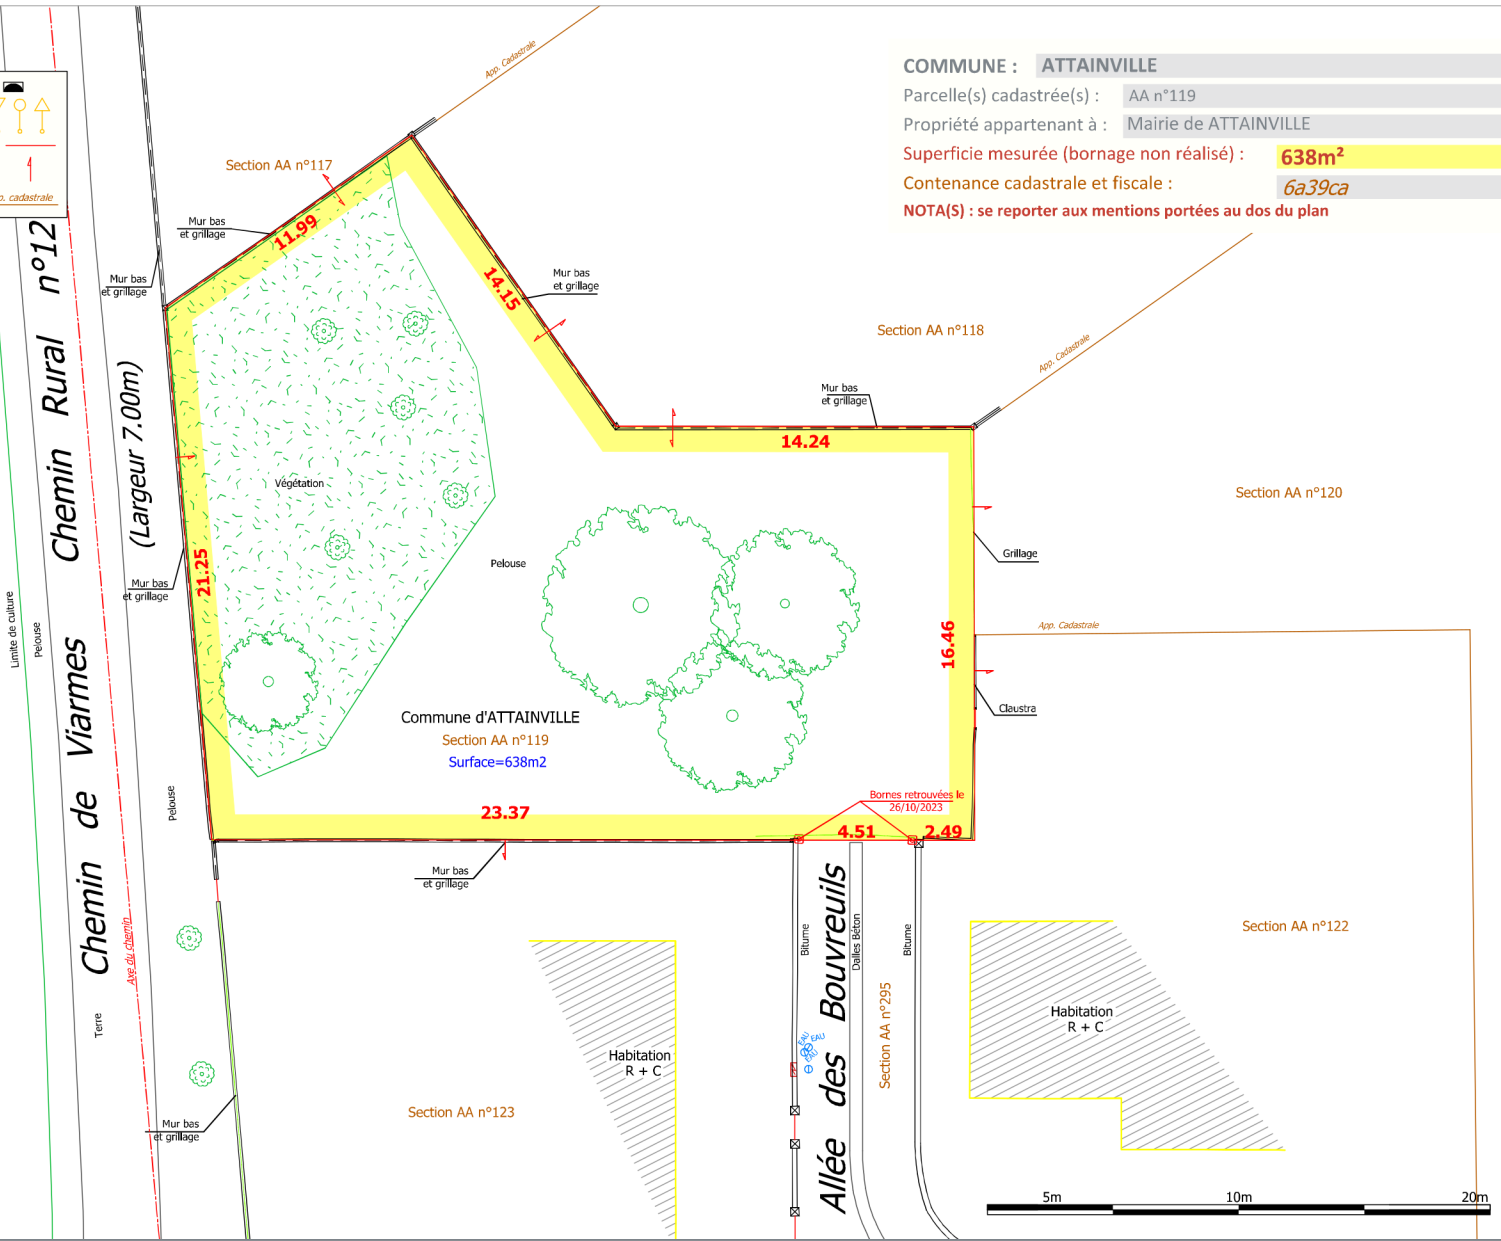 COMMUNE : ATTAINVILLE
Parcelle(s) cadastrée(s) : AA n°119
Propriété appartenant à : Mairie de ATTAINVILLE
Superficie mesurée (bornage non réalisé) : 638m²
Contenance cadastrale et fiscale : 6a39ca
NOTA(S) : se reporter aux mentions portées au dos du plan
cadastrale
App. Cadastrale
Section AA n°117
Mur bas
et grillage
11.99
Mur bas
et grillage
14.15
Mur bas
et grillage
Section AA n°118
App. Cadastrale
Mur bas
et grillage
14.24
Chemin de Viarmes Chemin Rural n°12
(Largeur 7.00m)
Végétation
Section AA n°120
Grillage
Pelouse
21.25
Mur bas
et grillage
Limite de culture
Pelouse
App. Cadastrale
16.46
Claustra
Commune d'ATTAINVILLE
Section AA n°119
Surface=638m2
Pelouse
23.37
Bornes retrouvées le
26/10/2023
4.51
2.49
Mur bas
et grillage
Axe du chemin
Terre
Bitume
Allée des Bouvreuils
Dalles Béton
Bitume
Section AA n°295
Section AA n°122
Habitation
R + C
EAU
EAU
EAU
Habitation
R + C
Section AA n°123
Mur bas
et grillage
5m
10m
20m